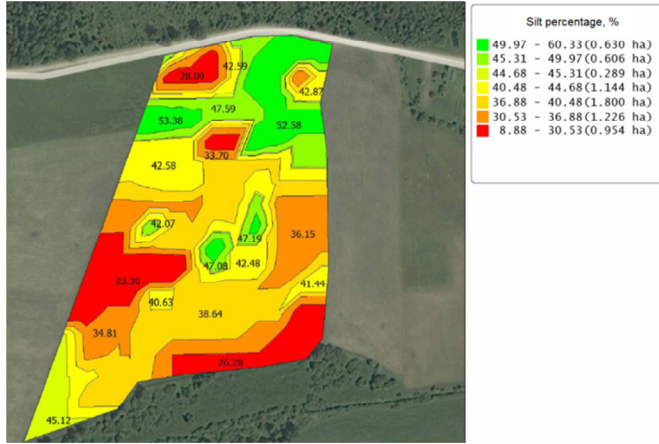 Silt percentage, %
49.97 - 60.33(0.630 ha)
45.31 - 49.97(0.606 ha)
44.68 - 45.31(0.289 ha)
40.48 - 44.68(1.144 ha)
36.88 - 40.48(1.800 ha)
30.53 - 36.88(1.226 ha)
8.88 - 30.53(0.954 ha)
42.59
28.09
42.87
47.59
53.38
52.58
33.70
42.58
42.07
47.19
36.15
47.08
42.48
23.30
41.44
40.63
38.64
34.81
26.28
45.12